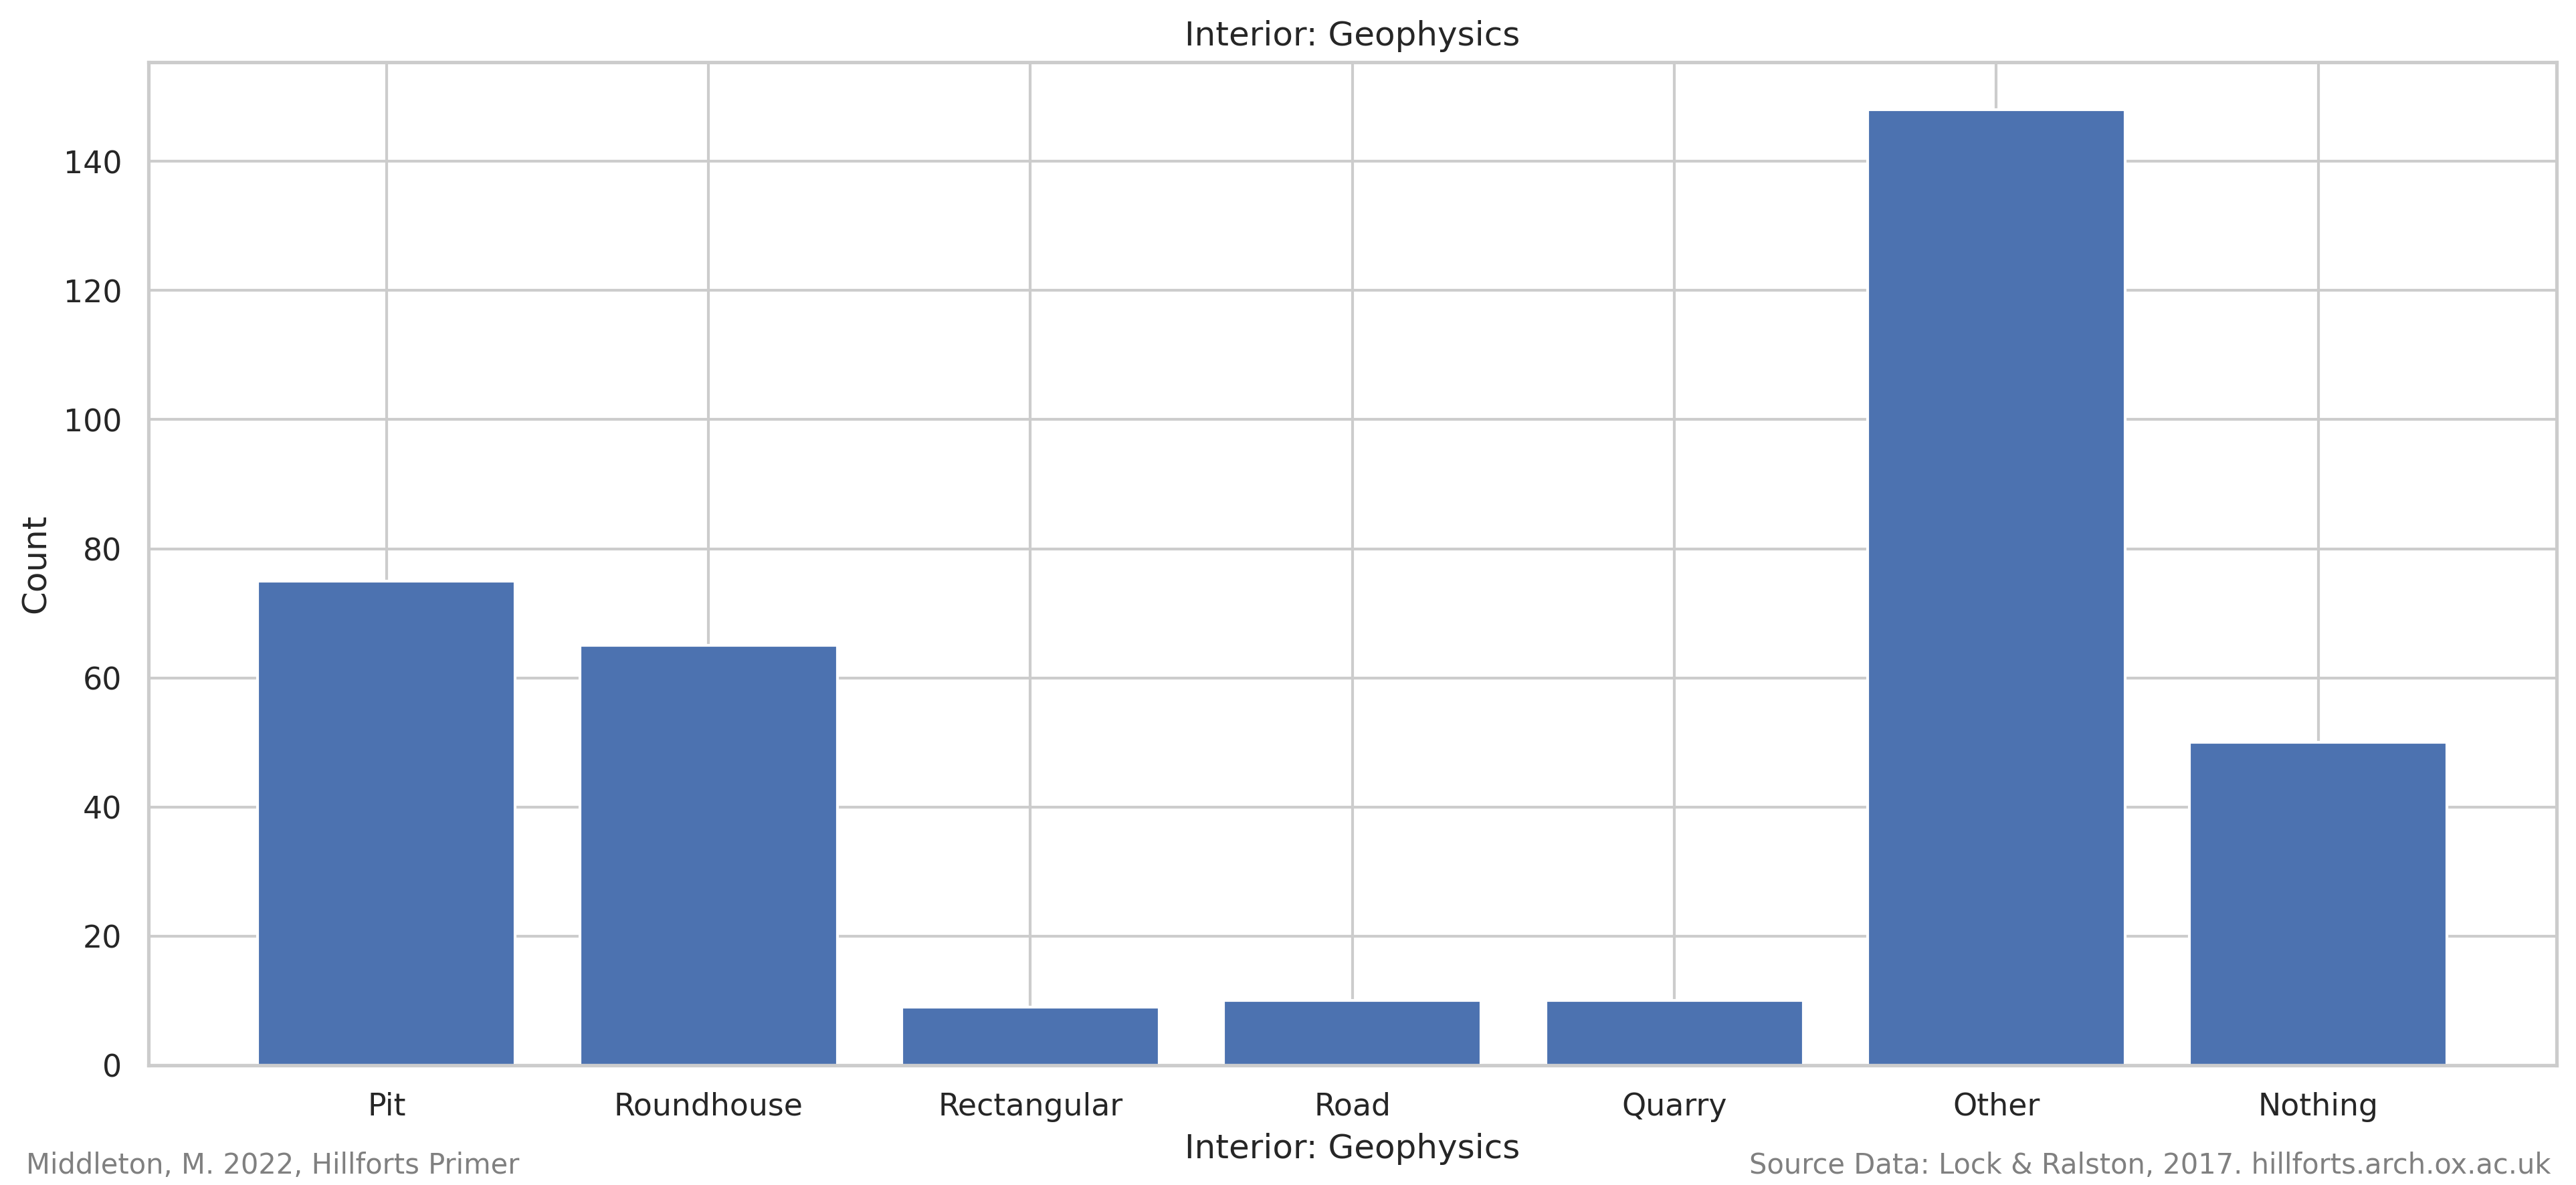 Interior: Geophysics
140
120
100
80
60
40
20
0
Count
Pit Roundhouse Rectangular Road Quarry Other Nothing
Interior: Geophysics
Middleton, M. 2022, Hillforts Primer
Source Data: Lock & Ralston, 2017. hillforts.arch.ox.ac.uk